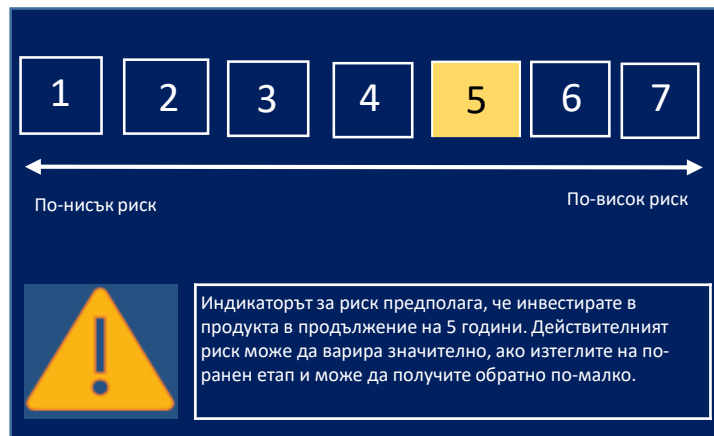 1 2 3 4 5 6 7
По-нисък риск
По-висок риск
Индикаторът за риск предполага, че инвестирате в
продукта в продължение на 5 години. Действителният
риск може да варира значително, ако изтеглите на по-
ранен етап и може да получите обратно по-малко.